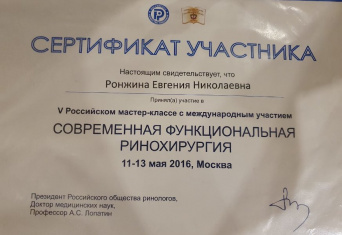 СЕРТИФИКАТ УЧАСТНИКА
Настоящим свидетельствует, что
Ронжина Евгения Николаевна
Принял(а) участие в
V Российском мастер-классе с международным участием
СОВРЕМЕННАЯ ФУНКЦИОНАЛЬНАЯ
РИНОХИРУРГИЯ
11-13 мая 2016, Москва
Президент Российского общества ринологов,
Доктор медицинских наук,
Профессор А.С. Лопатин